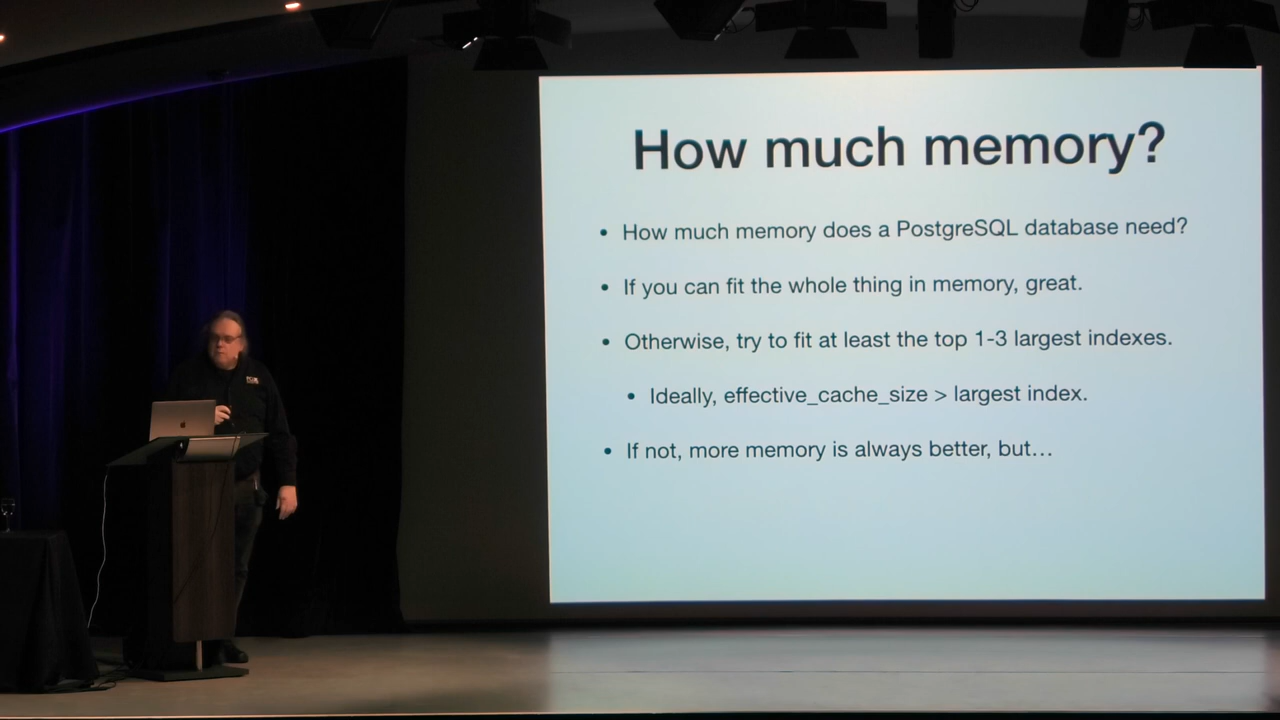 How much memory?
• How much memory does a PostgreSQL database need?
• If you can fit the whole thing in memory, great.
• Otherwise, try to fit at least the top 1-3 largest indexes.
• Ideally, effective_cache_size > largest index.
• If not, more memory is always better, but…